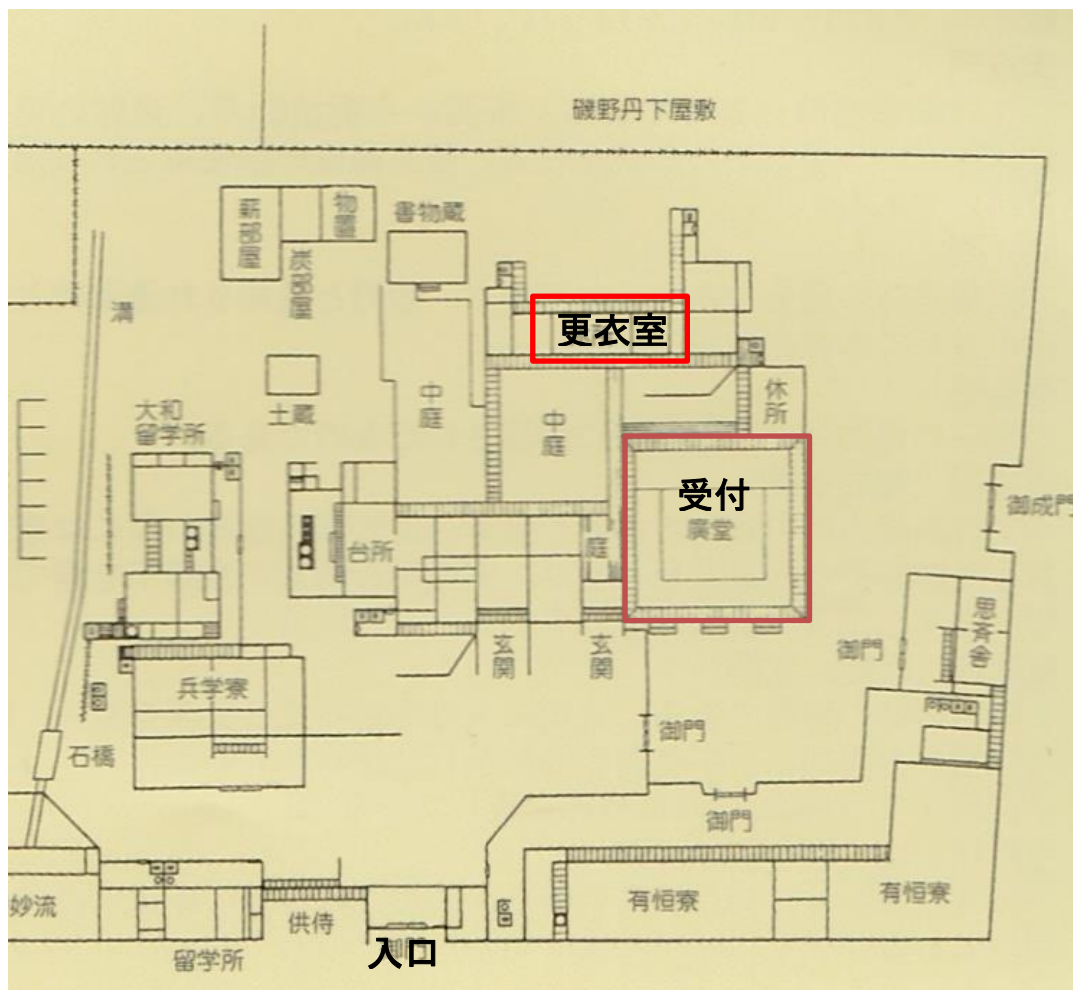 磯野丹下屋敷
薪部屋
物置
炭部屋
書物蔵
溝
更衣室
中庭
中庭
休所
土蔵
大和
留学所
受付
廣堂
御成門
台所
庭
思斉舎
玄関
玄関
御門
兵学寮
石橋
御門
御門
妙流
供侍
有恒寮
有恒寮
留学所
入口
御門